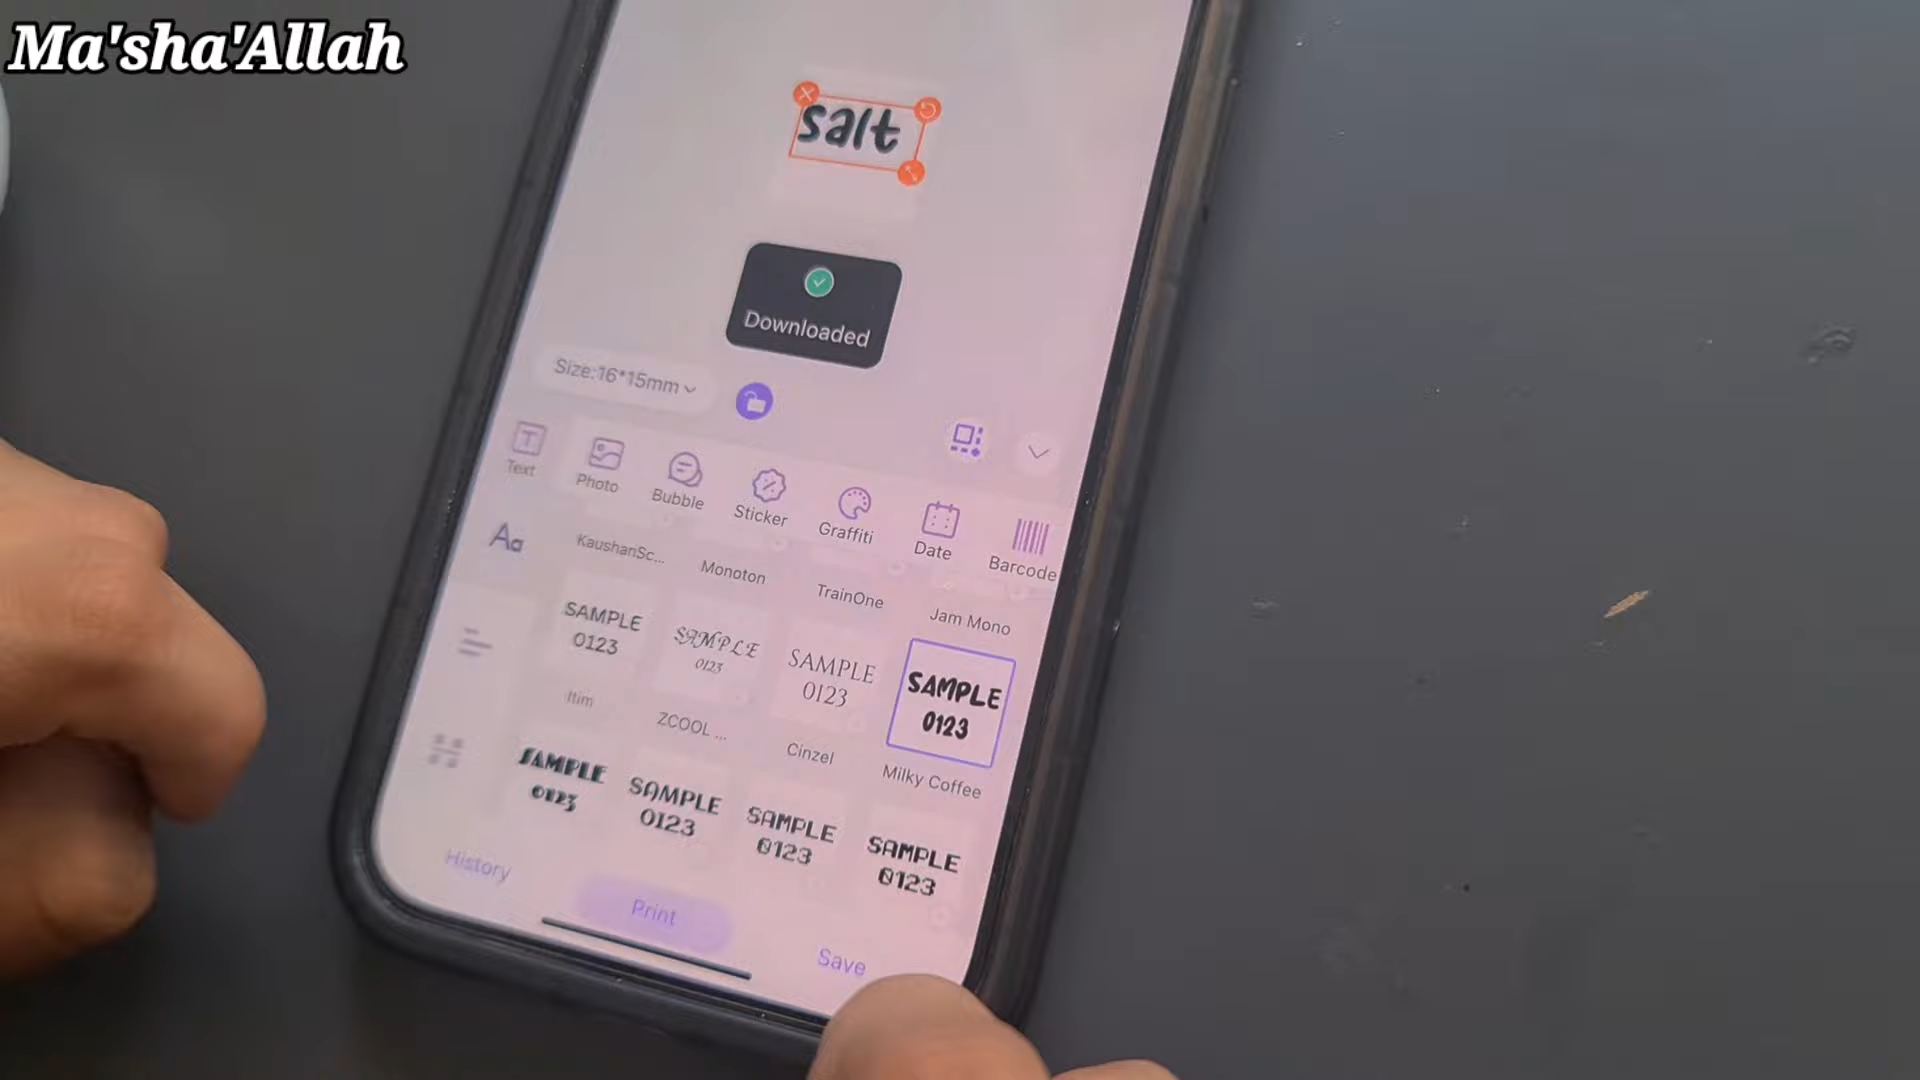 Ma'sha'Allah
salt
Downloaded
Size:16*15mm
Text
Photo
Bubble
Sticker
Graffiti
Date
Barcode
Aa
KaushanSc...
Monoton
TrainOne
Jam Mono
SAMPLE
0123
SAMPLE
0123
SAMPLE
0123
SAMPLE
0123
Itim
ZCOOL ...
Cinzel
Milky Coffee
SAMPLE
0123
SAMPLE
0123
SAMPLE
0123
SAMPLE
0123
History
Print
Save